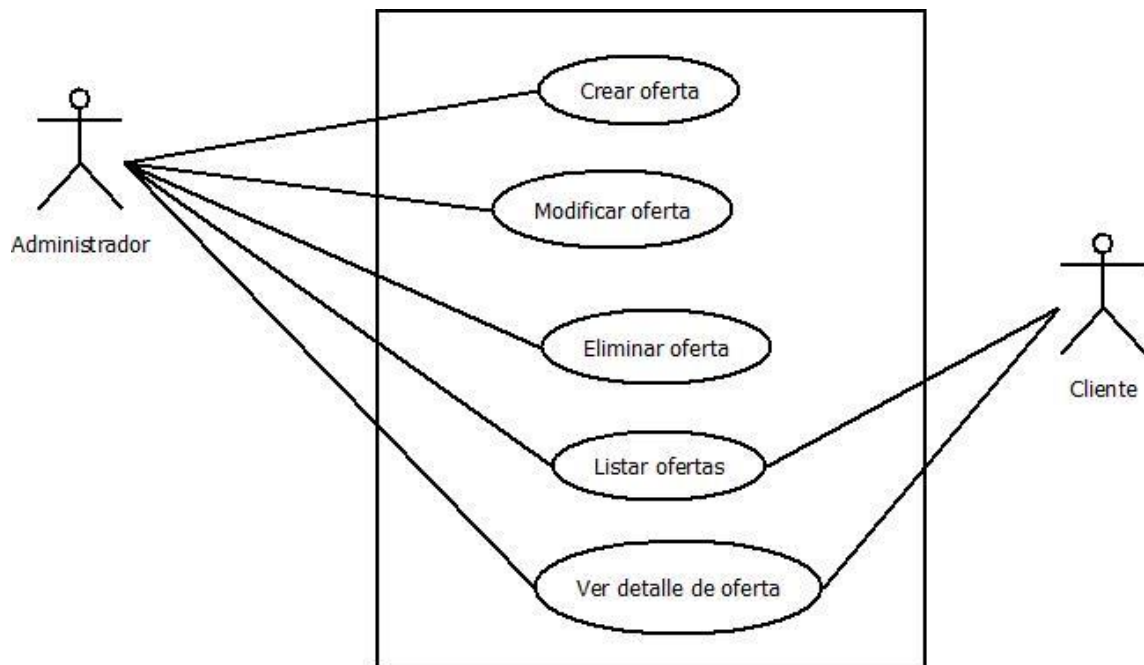 Crear oferta
Modificar oferta
Administrador
Eliminar oferta
Cliente
Listar ofertas
Ver detalle de oferta